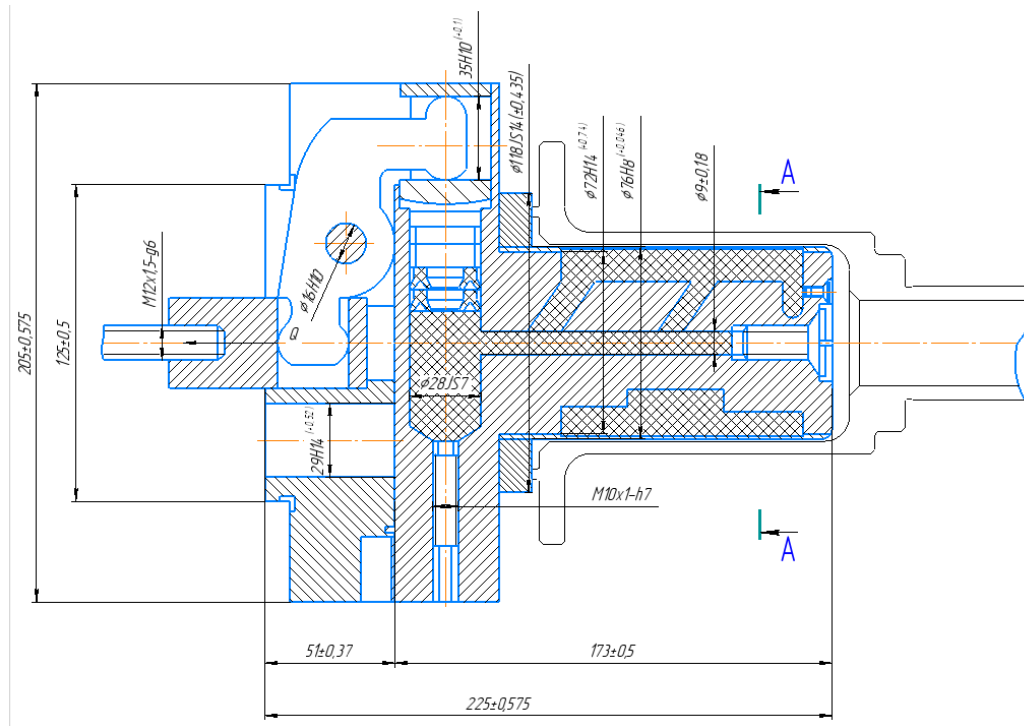 35H10(+0,1)
⌀118JS14(±0,435)
⌀72H14(+0,74)
⌀76H8(+0,046)
⌀9±0,18
A
M12x1,5-g6
⌀16H10
Q
205±0,575
125±0,5
⌀28JS7
29H14(+0,52)
M10x1-h7
A
51±0,37
173±0,5
225±0,575